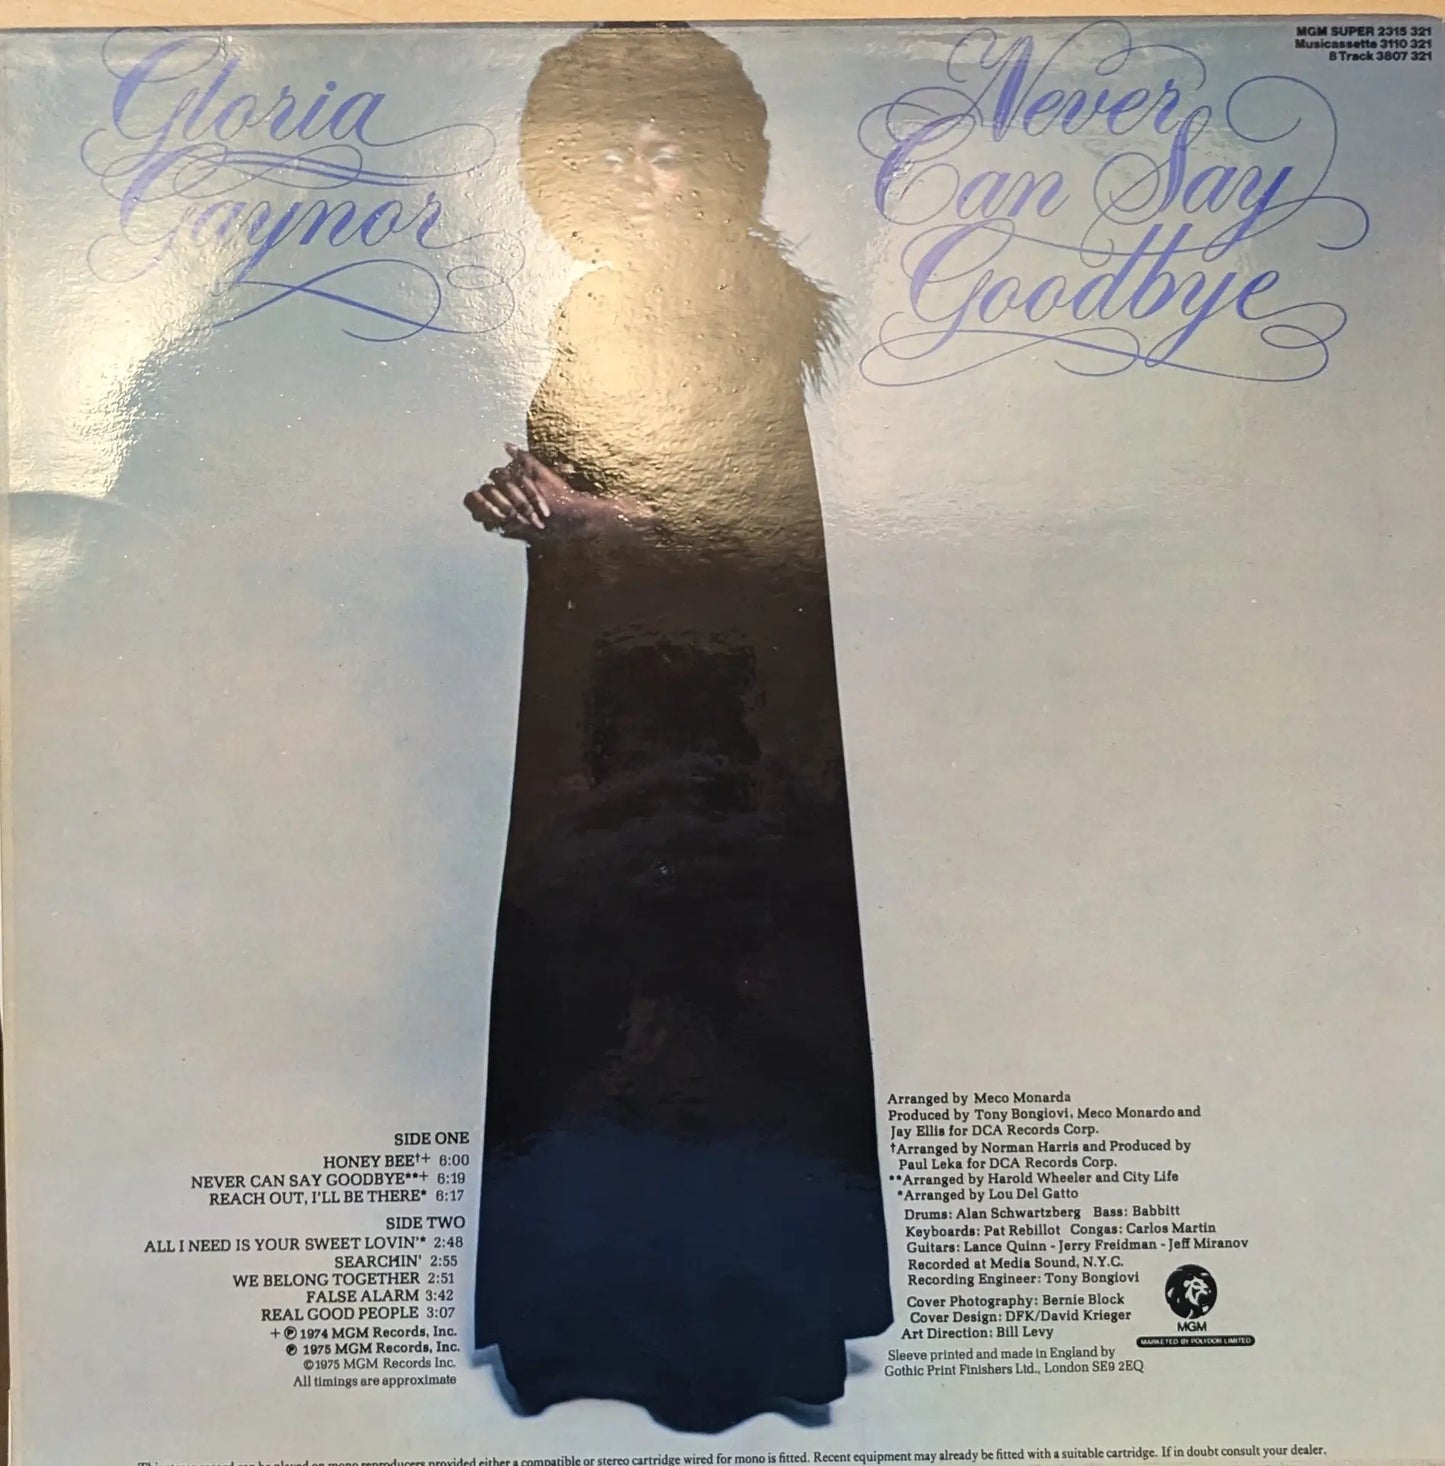 Gloria
Gaynor
Never
Can Say
Goodbye
MGM SUPER 2315 321
Musicassette 3110 321
8 Track 3807 321
SIDE ONE
HONEY BEE†+ 6:00
NEVER CAN SAY GOODBYE**+ 6:19
REACH OUT, I'LL BE THERE* 6:17
SIDE TWO
ALL I NEED IS YOUR SWEET LOVIN'* 2:48
SEARCHIN' 2:55
WE BELONG TOGETHER 2:51
FALSE ALARM 3:42
REAL GOOD PEOPLE 3:07
+ ℗ 1974 MGM Records, Inc.
℗ 1975 MGM Records, Inc.
©1975 MGM Records Inc.
All timings are approximate
Arranged by Meco Monarda
Produced by Tony Bongiovi, Meco Monardo and
Jay Ellis for DCA Records Corp.
†Arranged by Norman Harris and Produced by
Paul Leka for DCA Records Corp.
**Arranged by Harold Wheeler and City Life
*Arranged by Lou Del Gatto
Drums: Alan Schwartzberg Bass: Babbitt
Keyboards: Pat Rebillot Congas: Carlos Martin
Guitars: Lance Quinn - Jerry Freidman - Jeff Miranov
Recorded at Media Sound, N.Y.C.
Recording Engineer: Tony Bongiovi
Cover Photography: Bernie Block
Cover Design: DFK/David Krieger
Art Direction: Bill Levy
MGM
MARKETED BY POLYDOR LIMITED
Sleeve printed and made in England by
Gothic Print Finishers Ltd., London SE9 2EQ
This stereo record can be played on mono reproducers provided either a compatible or stereo cartridge wired for mono is fitted. Recent equipment may already be fitted with a suitable cartridge. If in doubt consult your dealer.